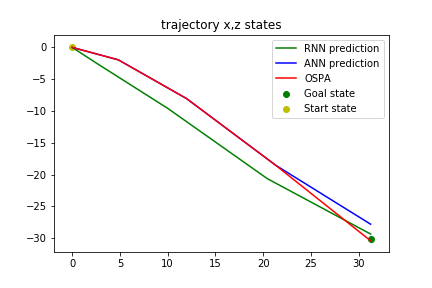 trajectory x,z states
RNN prediction
ANN prediction
OSPA
Goal state
Start state
0
−5
−10
−15
−20
−25
−30
0
5
10
15
20
25
30